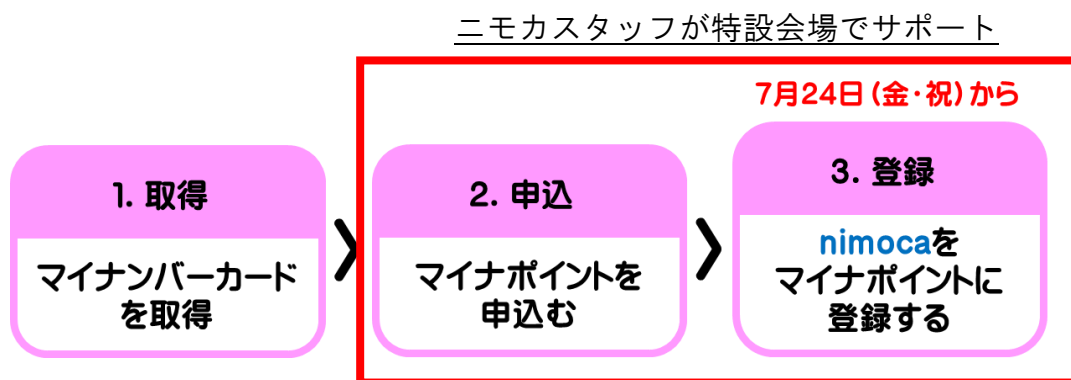 ニモカスタッフが特設会場でサポート
7月24日(金・祝)から
1. 取得
マイナンバーカード
を取得
2. 申込
マイナポイントを
申込む
3. 登録
nimocaを
マイナポイントに
登録する